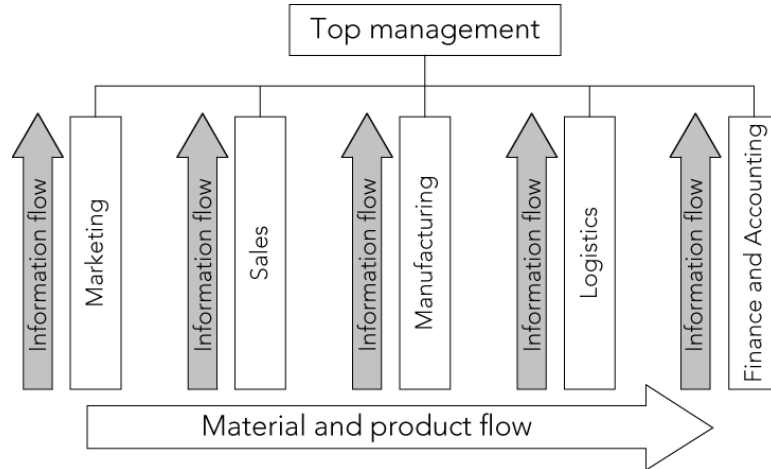 Top management
Information flow
Marketing
Information flow
Sales
Information flow
Manufacturing
Information flow
Logistics
Information flow
Finance and Accounting
Material and product flow